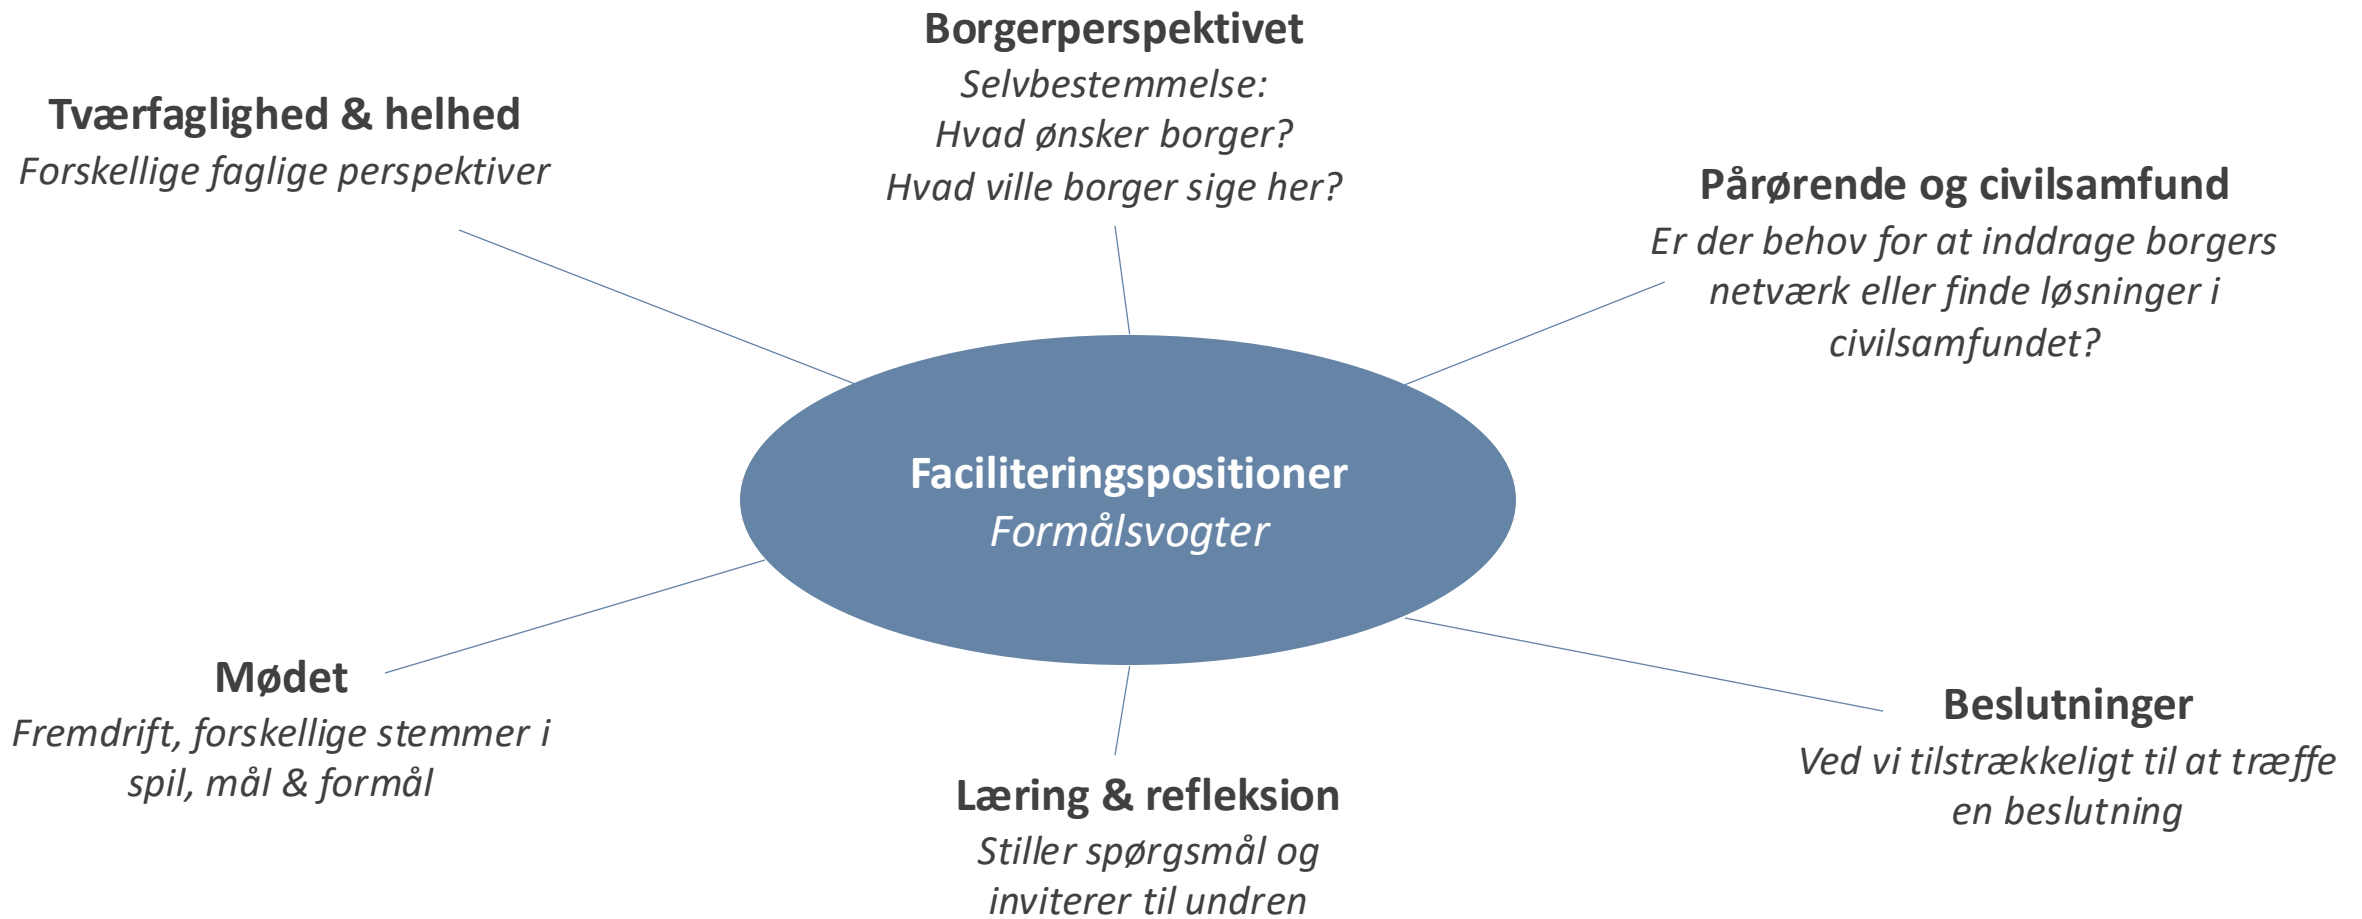 Borgerperspektivet
Selvbestemmelse:
Hvad ønsker borger?
Hvad ville borger sige her?
Tværfaglighed & helhed
Forskellige faglige perspektiver
Pårørende og civilsamfund
Er der behov for at inddrage borgers
netværk eller finde løsninger i
civilsamfundet?
Faciliteringspositioner
Formålsvogter
Mødet
Fremdrift, forskellige stemmer i
spil, mål & formål
Læring & refleksion
Stiller spørgsmål og
inviterer til undren
Beslutninger
Ved vi tilstrækkeligt til at træffe
en beslutning